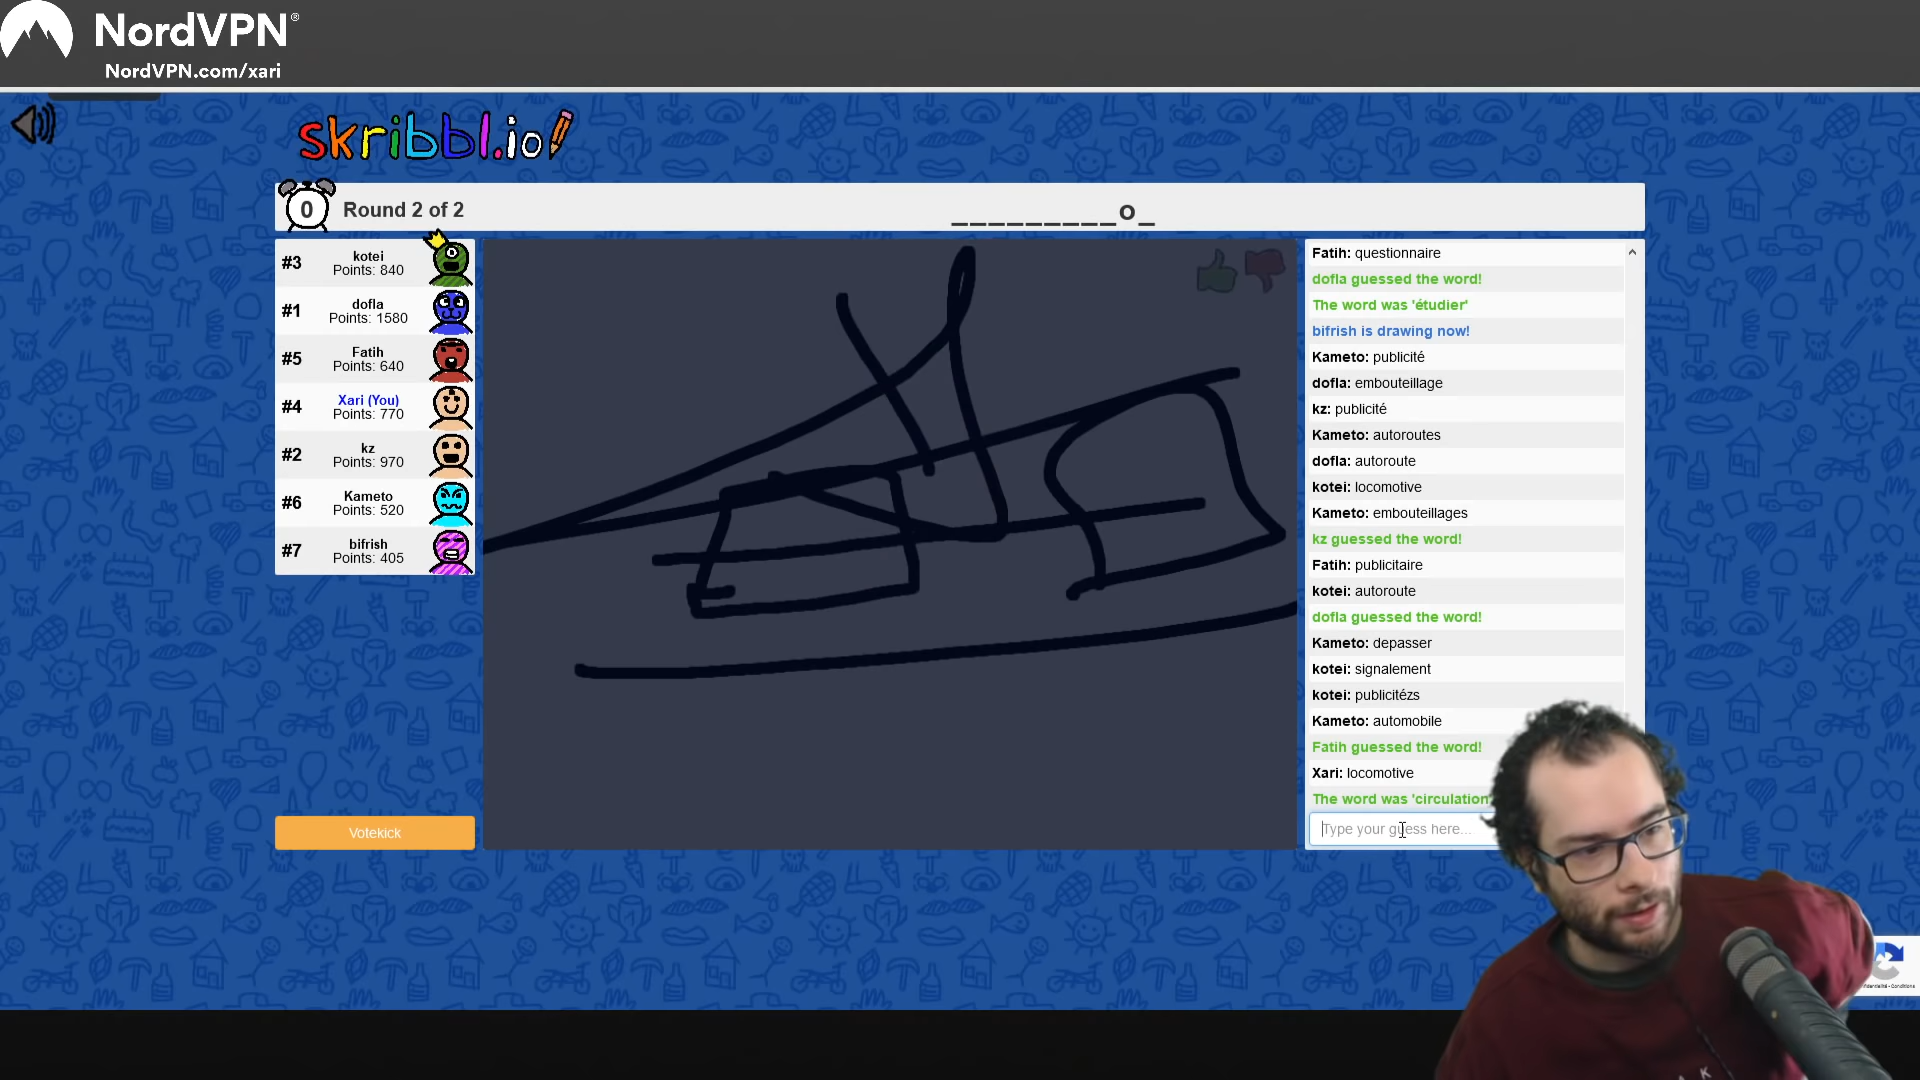 NordVPN®
NordVPN.com/xari
skribbl.io
0
Round 2 of 2
_________o_
#3
kotei
Points: 840
#1
dofla
Points: 1580
#5
Fatih
Points: 640
#4
Xari (You)
Points: 770
#2
kz
Points: 970
#6
Kameto
Points: 520
#7
bifrish
Points: 405
Votekick
Fatih: questionnaire
dofla guessed the word!
The word was 'étudier'
bifrish is drawing now!
Kameto: publicité
dofla: embouteillage
kz: publicité
Kameto: autoroutes
dofla: autoroute
kotei: locomotive
Kameto: embouteillages
kz guessed the word!
Fatih: publicitaire
kotei: autoroute
dofla guessed the word!
Kameto: depasser
kotei: signalement
kotei: publicitézs
Kameto: automobile
Fatih guessed the word!
Xari: locomotive
The word was 'circulation
Type your guess here...